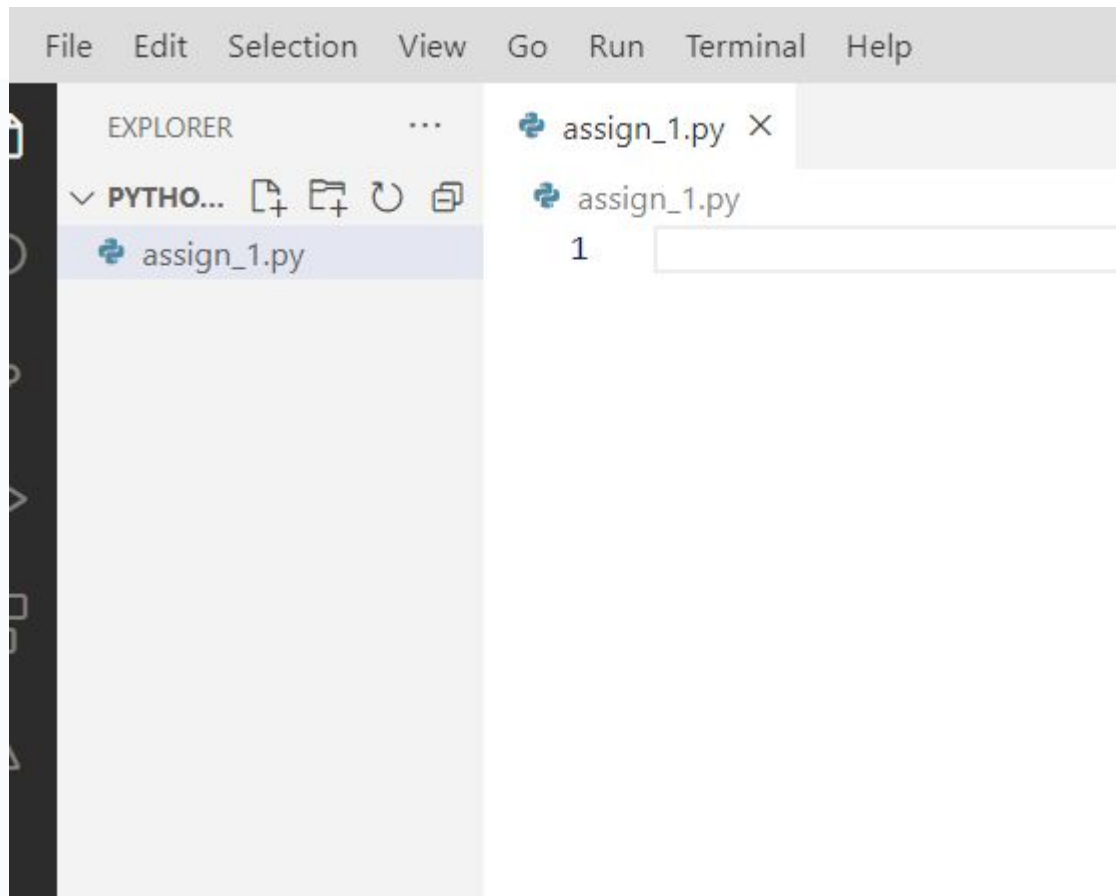 File Edit Selection View Go Run Terminal Help
EXPLORER ...
assign_1.py
PYTHO...
assign_1.py
assign_1.py
1